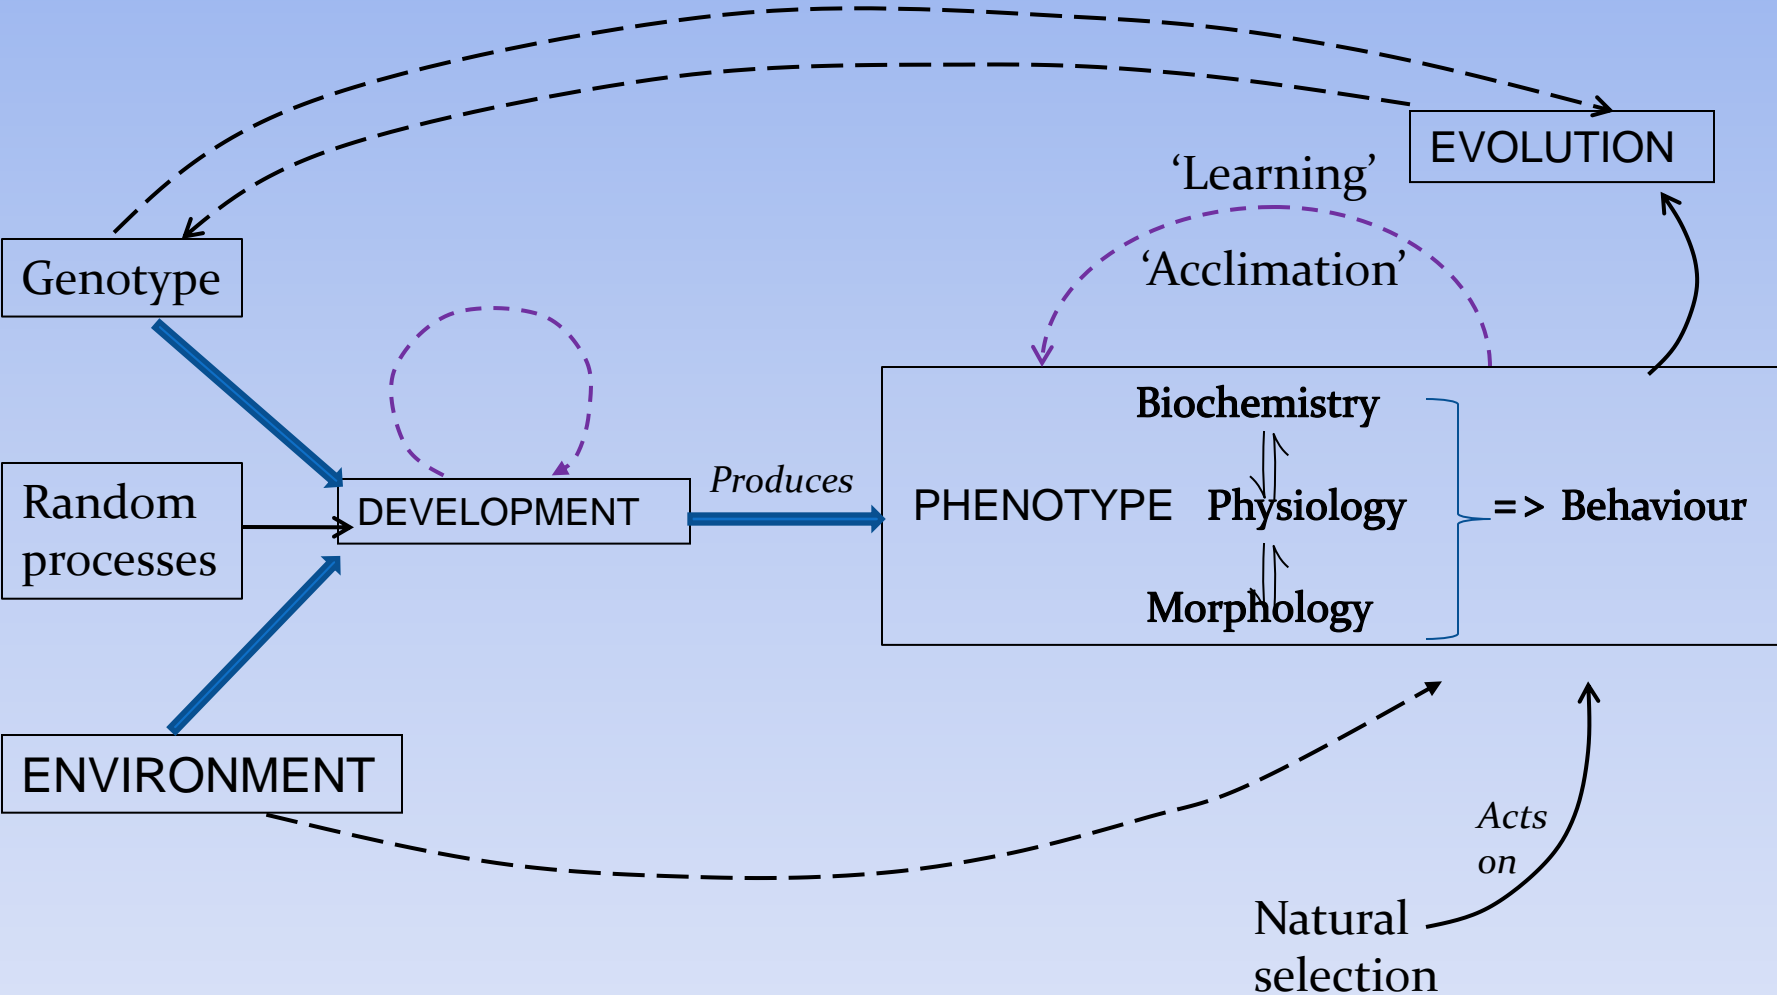 EVOLUTION
‘Learning’
‘Acclimation’
Genotype
Biochemistry
Random
processes
DEVELOPMENT
Produces
PHENOTYPE Physiology => Behaviour
Morphology
ENVIRONMENT
Acts
on
Natural
selection